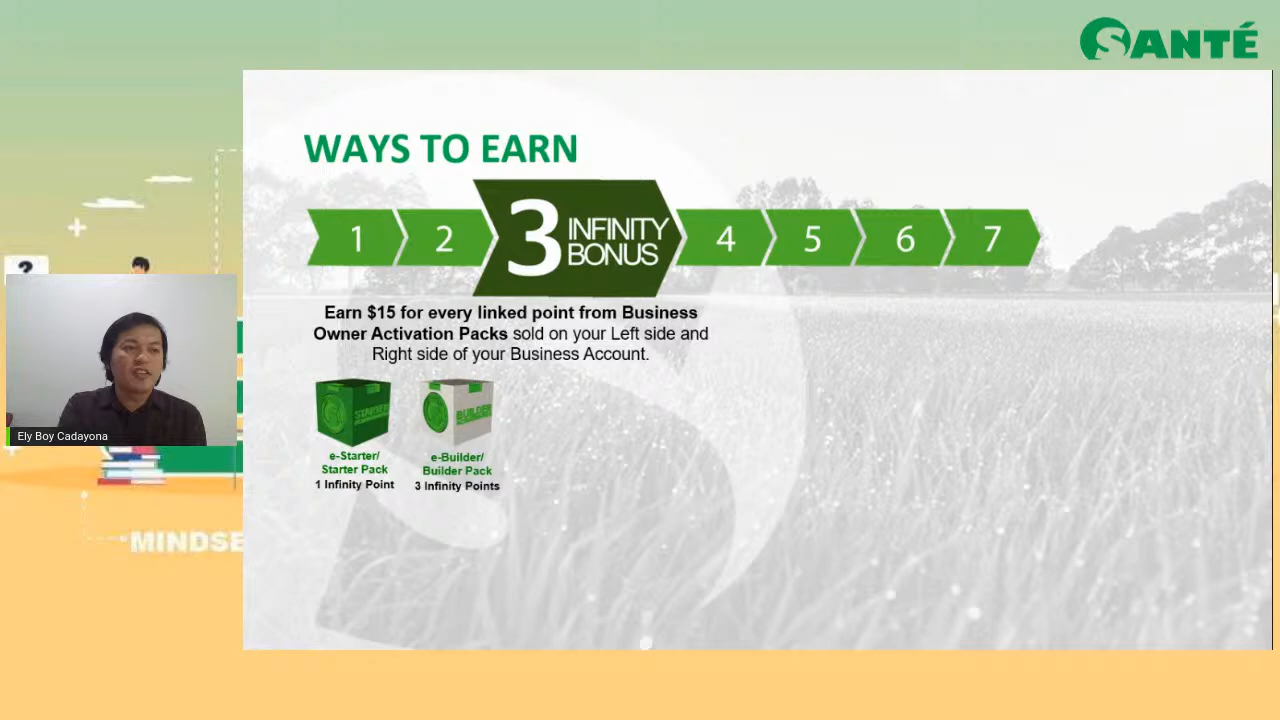 SANTÉ
WAYS TO EARN
1
2
3 INFINITY
BONUS
4
5
6
7
Earn $15 for every linked point from Business
Owner Activation Packs sold on your Left side and
Right side of your Business Account.
STARTER
BUILDER
e-Starter/
Starter Pack
1 Infinity Point
e-Builder/
Builder Pack
3 Infinity Points
?
Ely Boy Cadayona
MINDSE